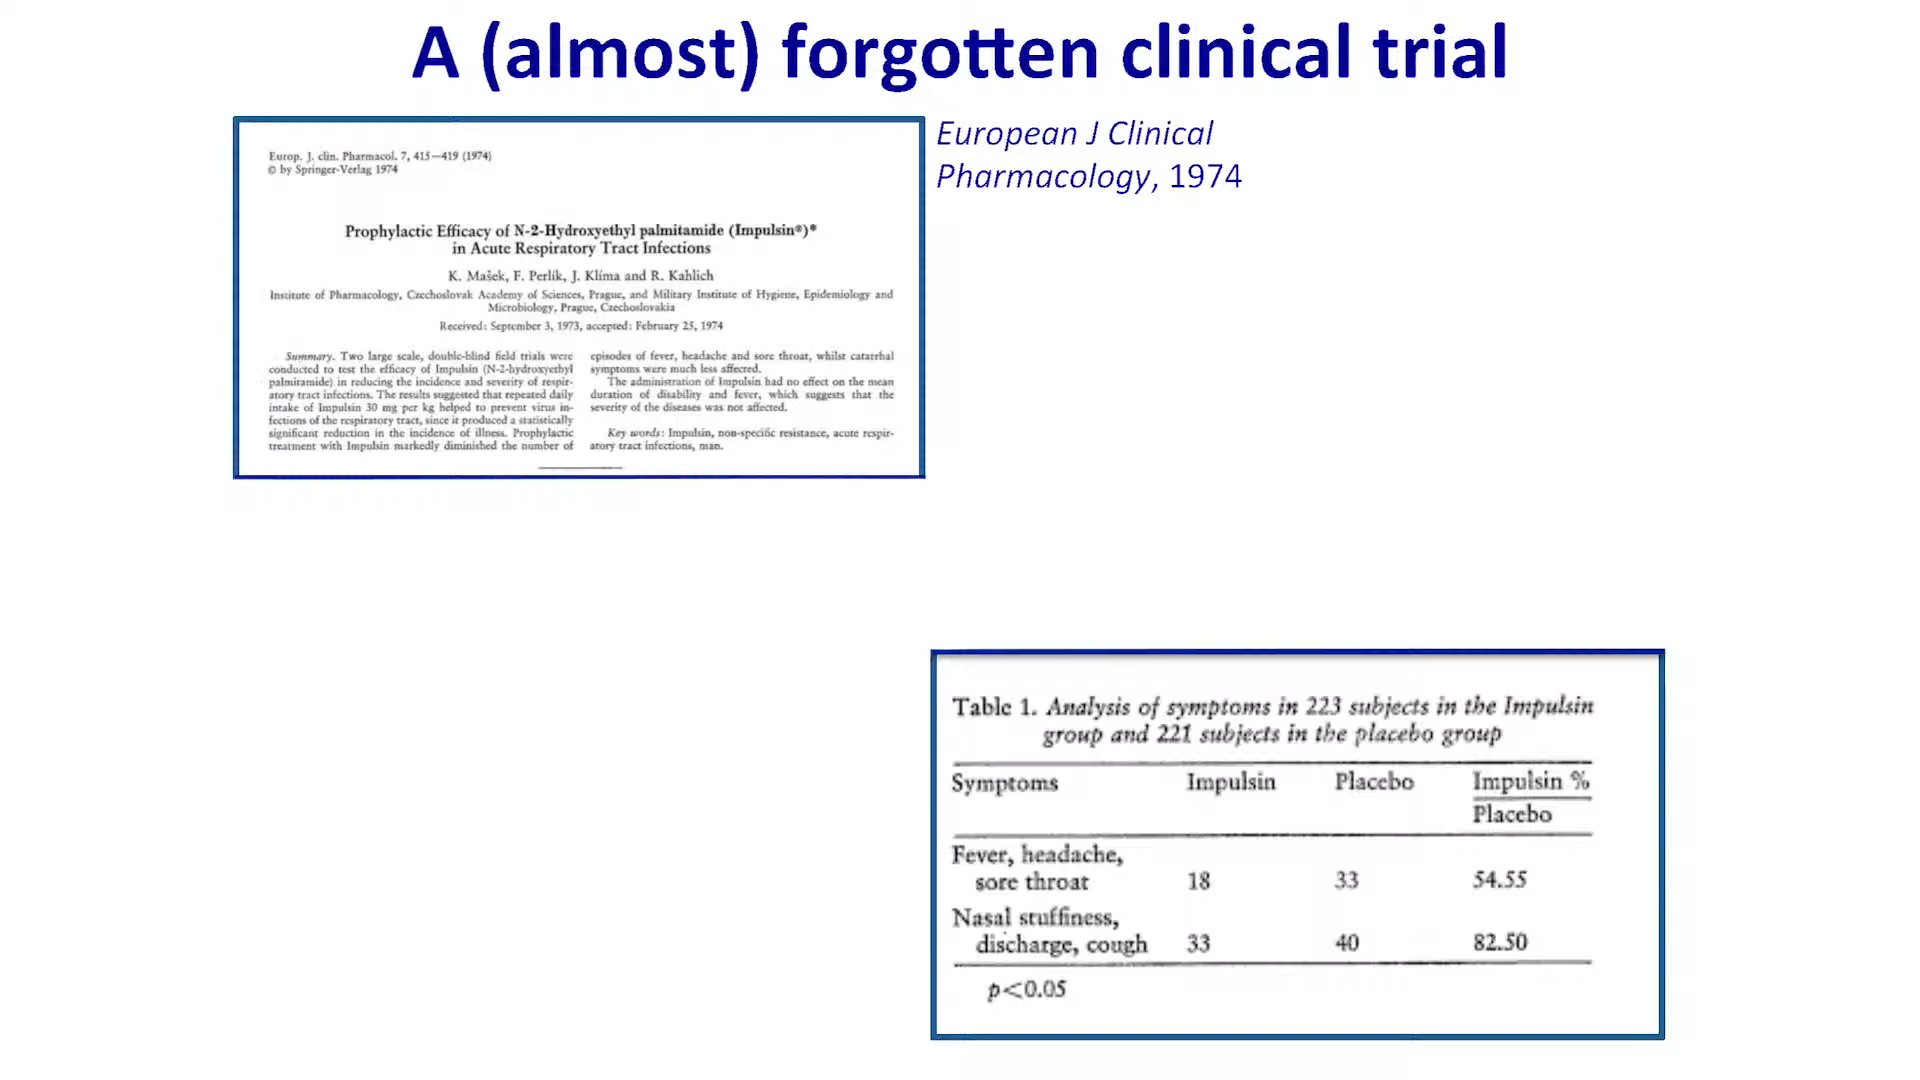 A (almost) forgotten clinical trial
Europ. J. clin. Pharmacol. 7, 415—419 (1974)
© by Springer-Verlag 1974
Prophylactic Efficacy of N-2-Hydroxyethyl palmitamide (Impulsin®)*
in Acute Respiratory Tract Infections
K. Mašek, F. Perlík, J. Klíma and R. Kahlich
Institute of Pharmacology, Czechoslovak Academy of Sciences, Prague, and Military Institute of Hygiene, Epidemiology and
Microbiology, Prague, Czechoslovakia
Received: September 3, 1973, accepted: February 25, 1974
Summary. Two large scale, double-blind field trials were
conducted to test the efficacy of Impulsin (N-2-hydroxyethyl
palmitamide) in reducing the incidence and severity of respir-
atory tract infections. The results suggested that repeated daily
intake of Impulsin 30 mg per kg helped to prevent virus in-
fections of the respiratory tract, since it produced a statistically
significant reduction in the incidence of illness. Prophylactic
treatment with Impulsin markedly diminished the number of
episodes of fever, headache and sore throat, whilst catarrhal
symptoms were much less affected.
The administration of Impulsin had no effect on the mean
duration of disability and fever, which suggests that the
severity of the diseases was not affected.
Key words: Impulsin, non-specific resistance, acute respir-
atory tract infections, man.
European J Clinical
Pharmacology, 1974
Table 1. Analysis of symptoms in 223 subjects in the Impulsin
group and 221 subjects in the placebo group
Symptoms Impulsin Placebo Impulsin %
Placebo
Fever, headache,
sore throat 18 33 54.55
Nasal stuffiness,
discharge, cough 33 40 82.50
p<0.05